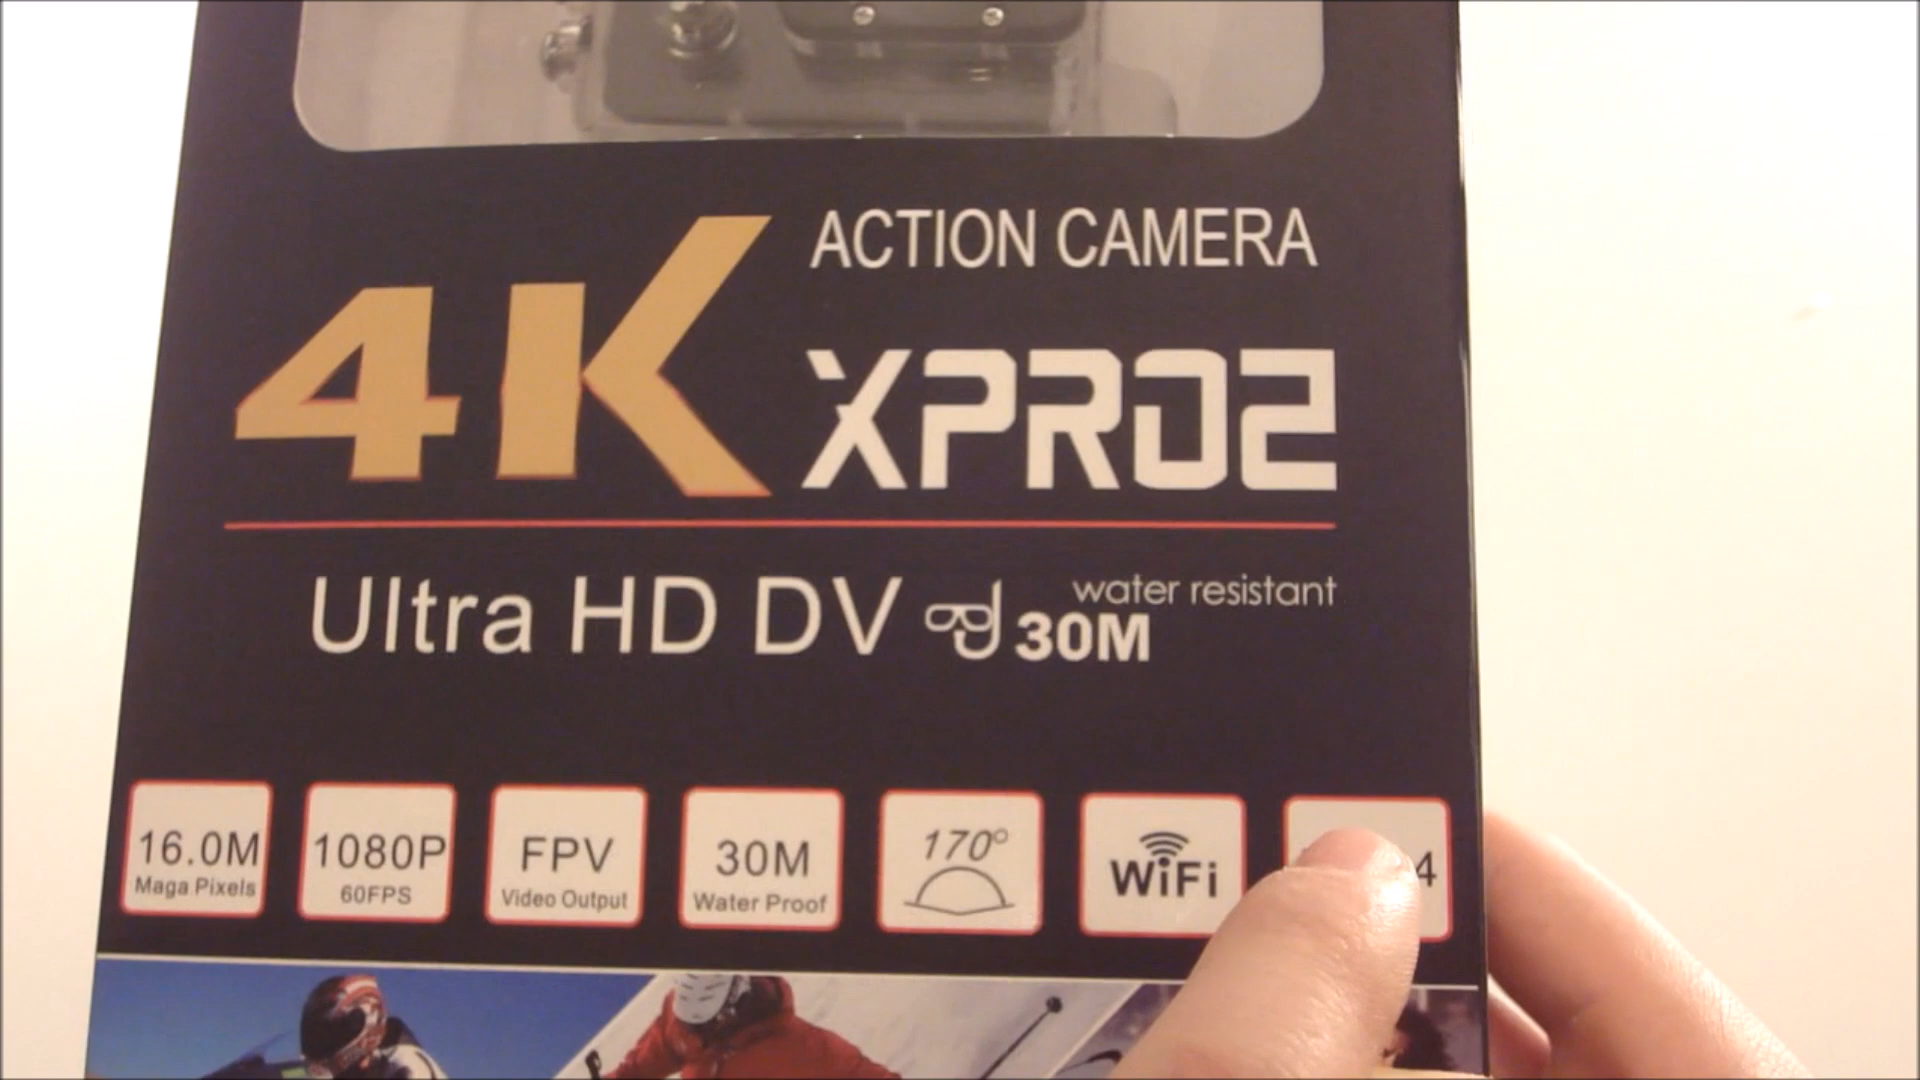 ACTION CAMERA
4K XPRO2
Ultra HD DV
water resistant
30M
16.0M
Maga Pixels
1080P
60FPS
FPV
Video Output
30M
Water Proof
170°
WiFi
4